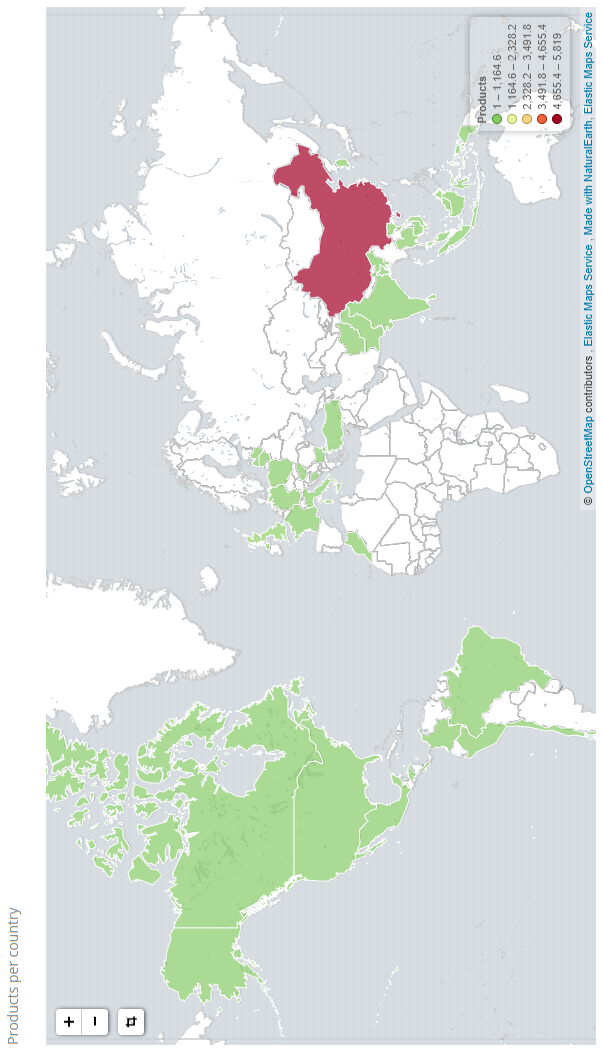 Products per country
+
−
Products
1 – 1,164.6
1,164.6 – 2,328.2
2,328.2 – 3,491.8
3,491.8 – 4,655.4
4,655.4 – 5,819
© OpenStreetMap contributors , Elastic Maps Service , Made with NaturalEarth, Elastic Maps Service